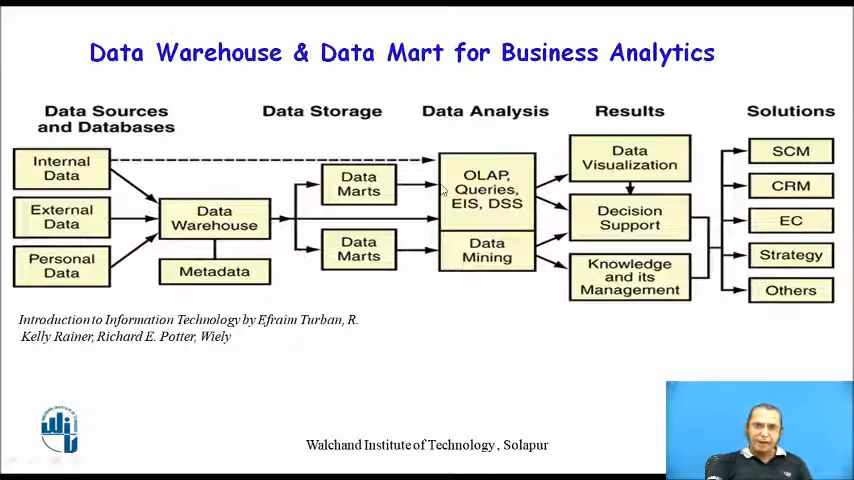 Data Warehouse & Data Mart for Business Analytics
Data Sources
and Databases
Data Storage
Data Analysis
Results
Solutions
Internal
Data
External
Data
Personal
Data
Data
Warehouse
Metadata
Data
Marts
Data
Marts
OLAP,
Queries,
EIS, DSS
Data
Mining
Data
Visualization
Decision
Support
Knowledge
and its
Management
SCM
CRM
EC
Strategy
Others
Introduction to Information Technology by Efraim Turban, R.
Kelly Rainer, Richard E. Potter, Wiely
Walchand Institute of Technology, Solapur